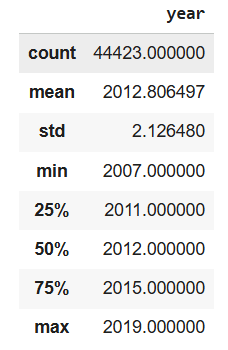 year
count 44423.000000
mean 2012.806497
std 2.126480
min 2007.000000
25% 2011.000000
50% 2012.000000
75% 2015.000000
max 2019.000000